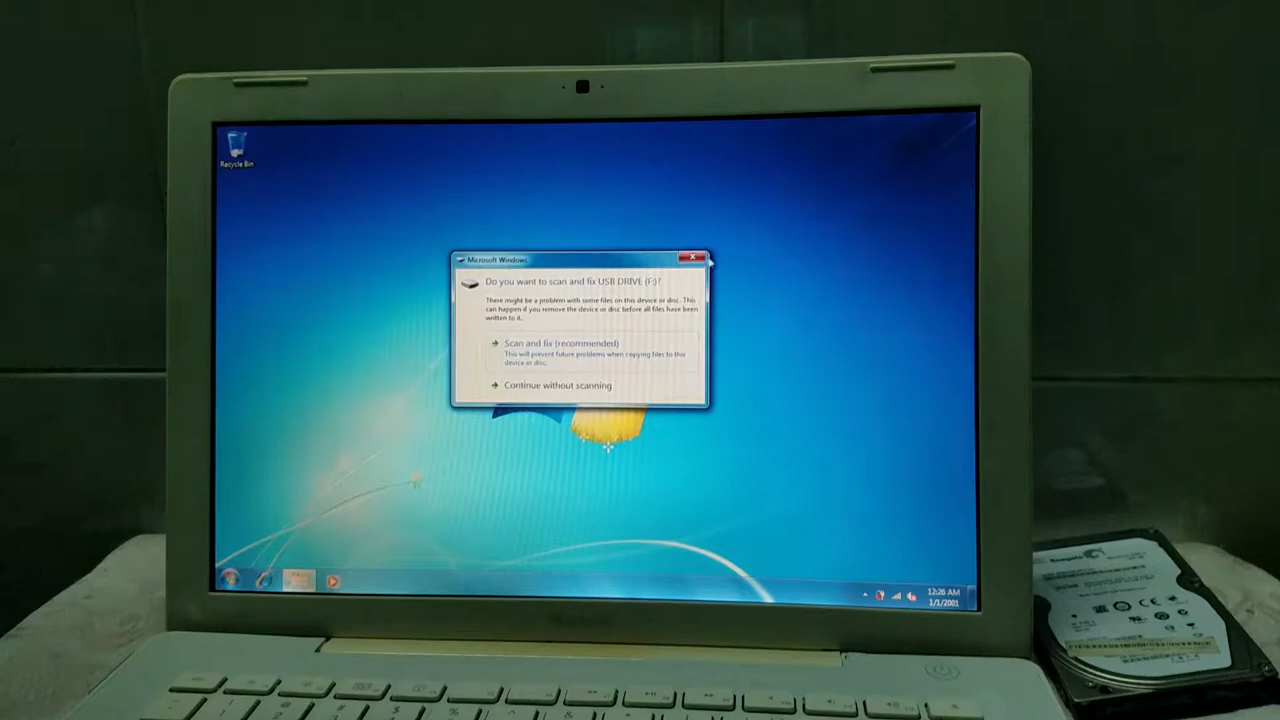 Recycle Bin
Microsoft Windows
Do you want to scan and fix USB DRIVE (F:)?
There might be a problem with some files on this device or disc. This
can happen if you remove the device or disc before all files have been
written to it.
Scan and fix (recommended)
This will prevent future problems when copying files to this
device or disc.
Continue without scanning
12:26 AM
1/1/2001
Seagate